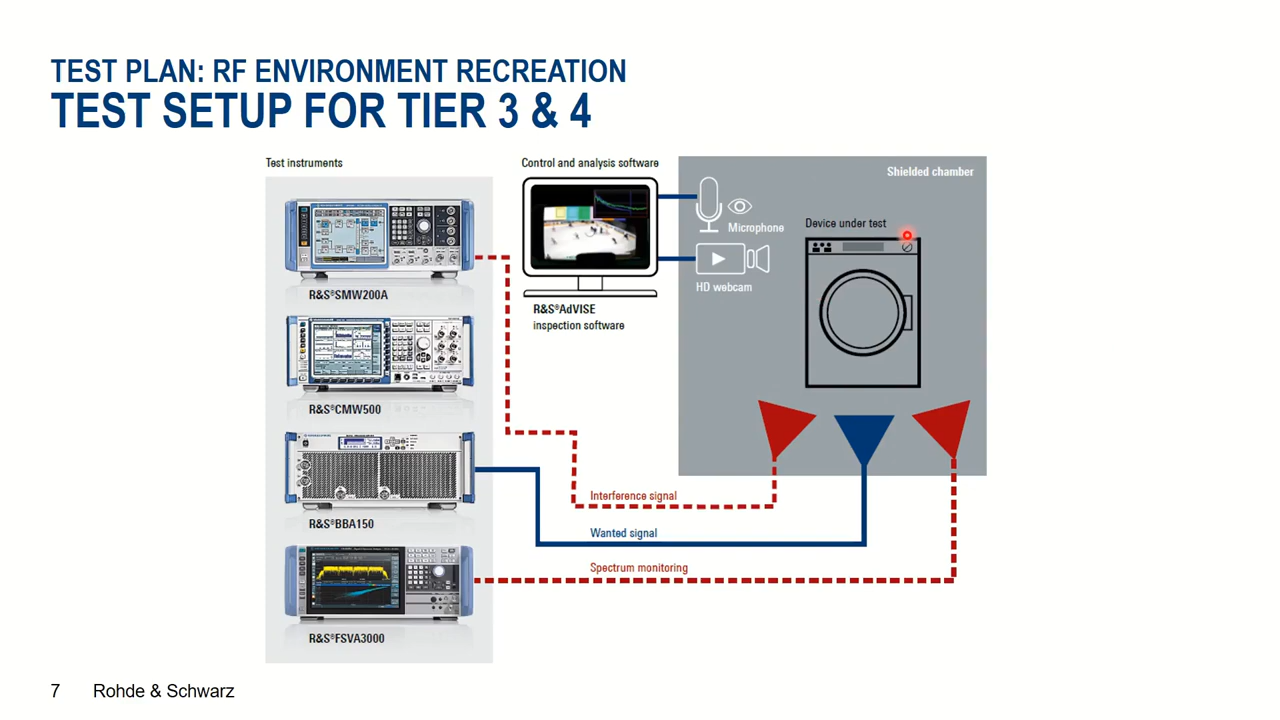 TEST PLAN: RF ENVIRONMENT RECREATION
TEST SETUP FOR TIER 3 & 4
Test instruments
Control and analysis software
Shielded chamber
Microphone
Device under test
HD webcam
R&S®SMW200A
R&S®AdVISE
inspection software
R&S®CMW500
Interference signal
R&S®BBA150
Wanted signal
Spectrum monitoring
R&S®FSVA3000
7 Rohde & Schwarz